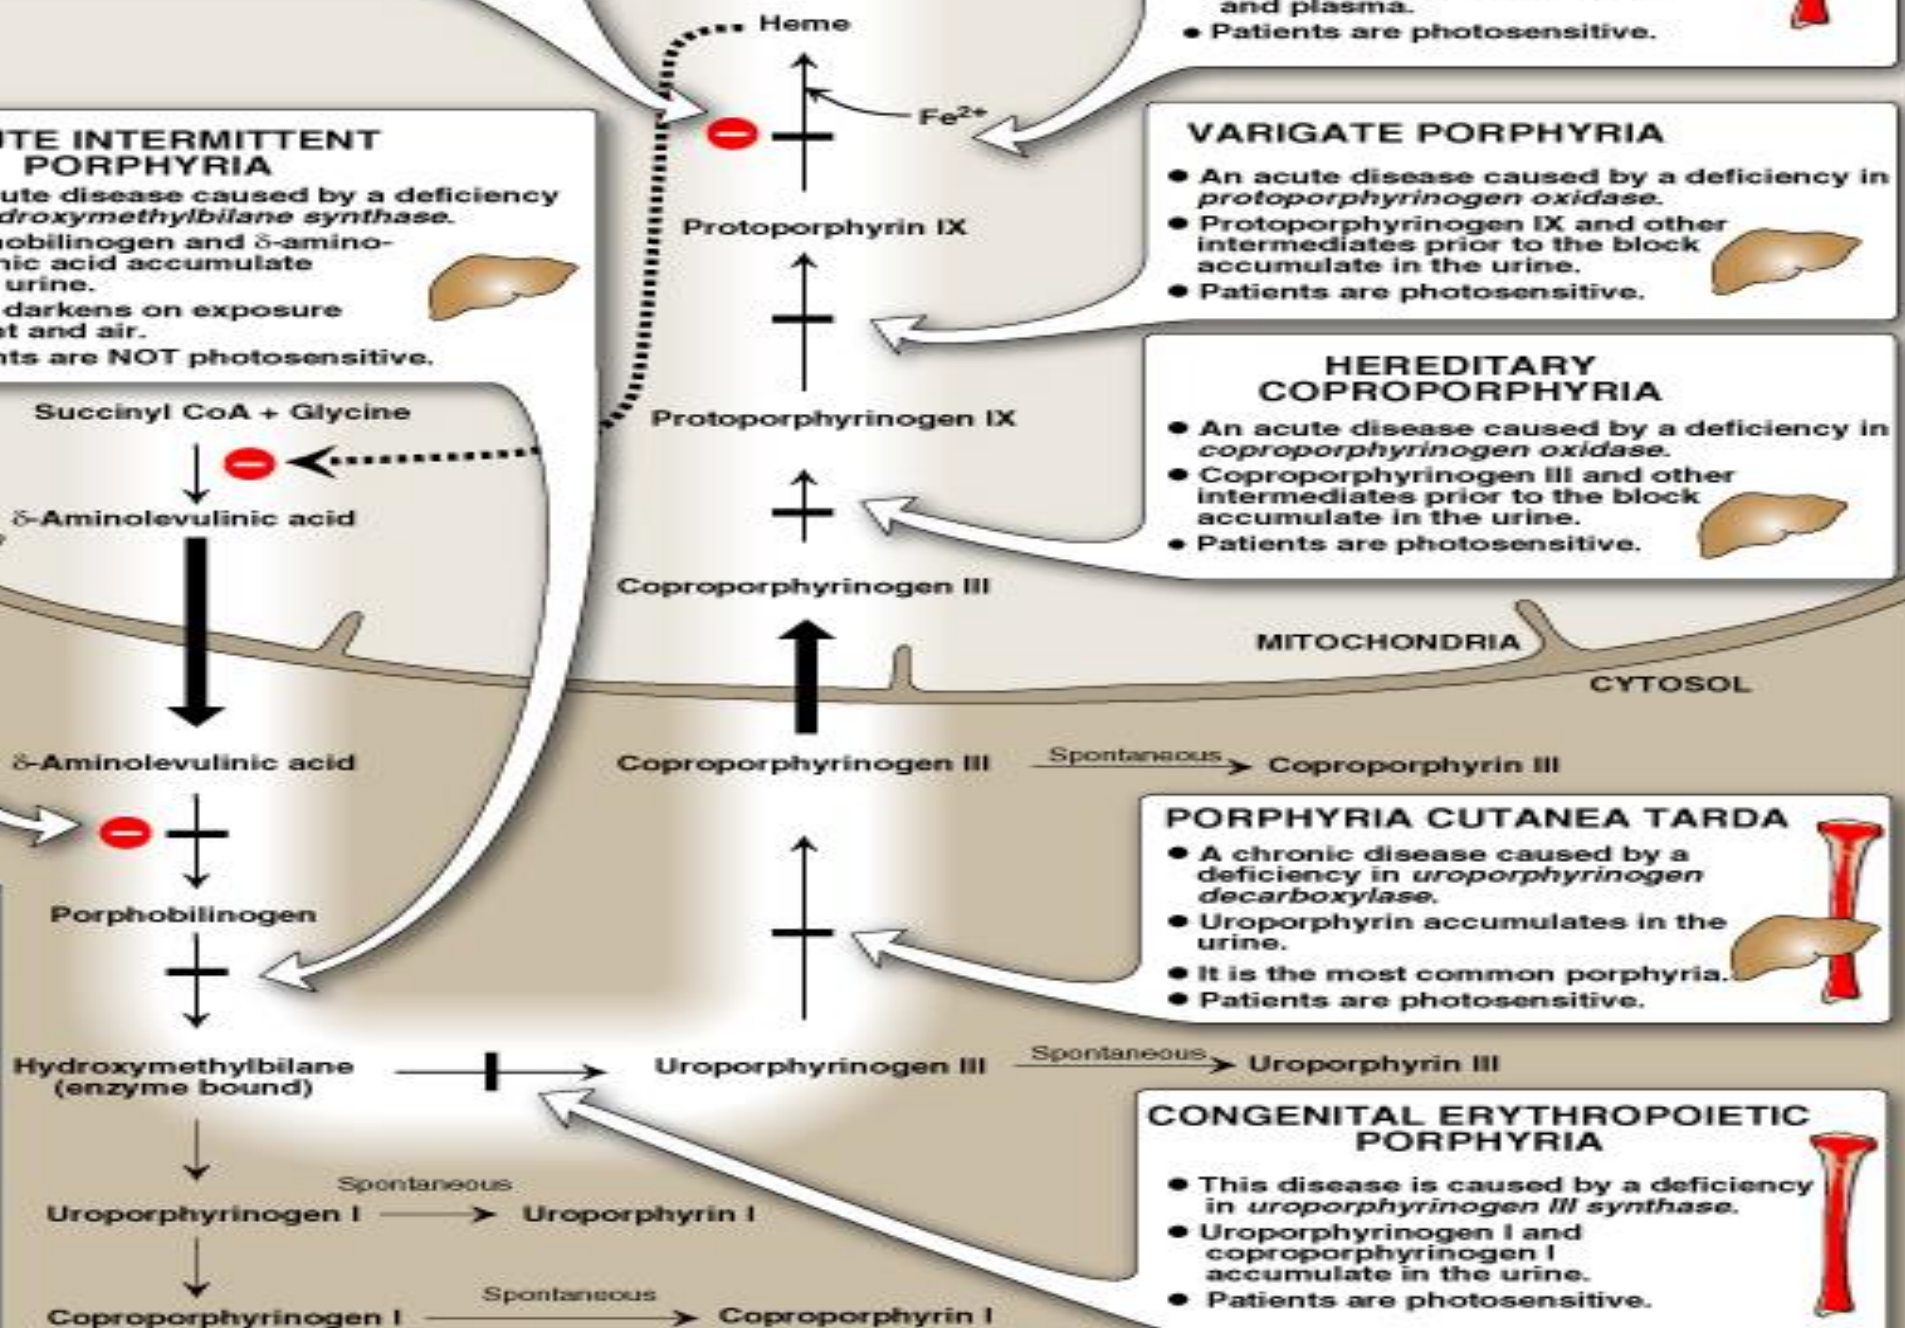 Heme
and plasma.
• Patients are photosensitive.
Fe2+
UTE INTERMITTENT
PORPHYRIA
ute disease caused by a deficiency
droxymethylbilane synthase.
nobilinogen and δ-amino-
nic acid accumulate
urine.
darkens on exposure
nt and air.
nts are NOT photosensitive.
VARIGATE PORPHYRIA
• An acute disease caused by a deficiency in
protoporphyrinogen oxidase.
• Protoporphyrinogen IX and other
intermediates prior to the block
accumulate in the urine.
• Patients are photosensitive.
Protoporphyrin IX
HEREDITARY
COPROPORPHYRIA
• An acute disease caused by a deficiency in
coproporphyrinogen oxidase.
• Coproporphyrinogen III and other
intermediates prior to the block
accumulate in the urine.
• Patients are photosensitive.
Succinyl CoA + Glycine
Protoporphyrinogen IX
δ-Aminolevulinic acid
Coproporphyrinogen III
MITOCHONDRIA
CYTOSOL
δ-Aminolevulinic acid
Coproporphyrinogen III
Spontaneous
Coproporphyrin III
PORPHYRIA CUTANEA TARDA
• A chronic disease caused by a
deficiency in uroporphyrinogen
decarboxylase.
• Uroporphyrin accumulates in the
urine.
• It is the most common porphyria.
• Patients are photosensitive.
Porphobilinogen
Hydroxymethylbilane
(enzyme bound)
Uroporphyrinogen III
Spontaneous
Uroporphyrin III
CONGENITAL ERYTHROPOIETIC
PORPHYRIA
• This disease is caused by a deficiency
in uroporphyrinogen III synthase.
• Uroporphyrinogen I and
coproporphyrinogen I
accumulate in the urine.
• Patients are photosensitive.
Uroporphyrinogen I
Spontaneous
Uroporphyrin I
Coproporphyrinogen I
Spontaneous
Coproporphyrin I